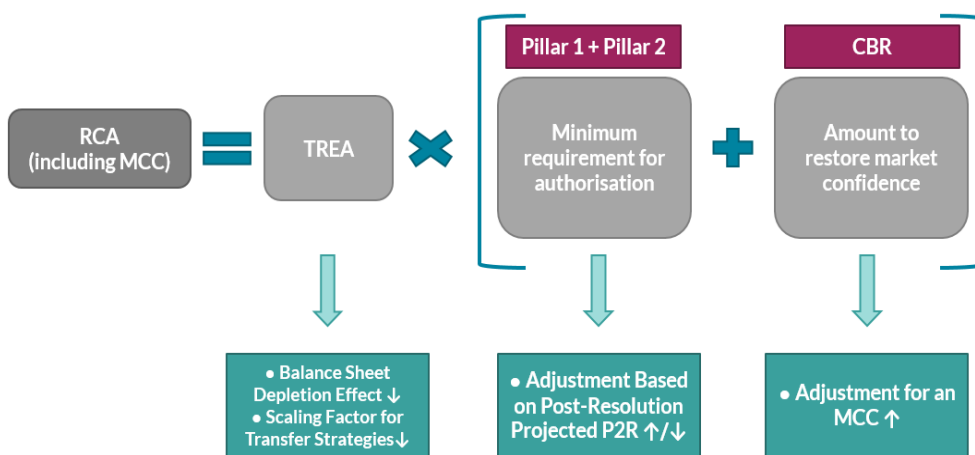 Pillar 1 + Pillar 2
CBR
RCA
(including MCC)
TREA
Minimum
requirement for
authorisation
Amount to
restore market
confidence
● Balance Sheet
Depletion Effect ↓
● Scaling Factor for
Transfer Strategies↓
● Adjustment Based
on Post-Resolution
Projected P2R ↑/↓
● Adjustment for an
MCC ↑